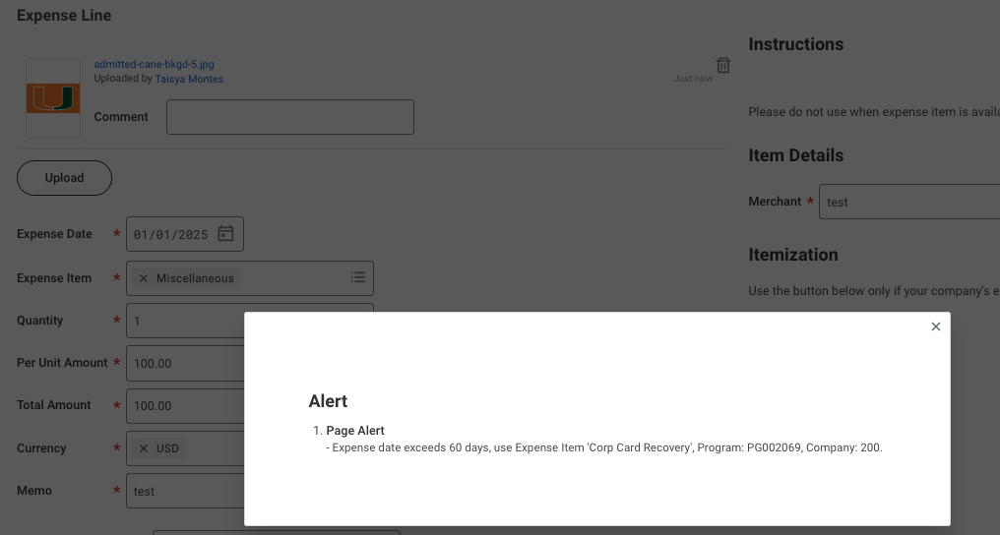 Expense Line
admitted-cane-bkgd-5.jpg
Uploaded by Taisya Montes
Just now
Comment
Upload
Expense Date * 01/01/2025
Expense Item * × Miscellaneous
Quantity * 1
Per Unit Amount * 100.00
Total Amount * 100.00
Currency * × USD
Memo * test
Instructions
Please do not use when expense item is availa
Item Details
Merchant * test
Itemization
Use the button below only if your company's e
Alert
1. Page Alert
- Expense date exceeds 60 days, use Expense Item 'Corp Card Recovery', Program: PG002069, Company: 200.